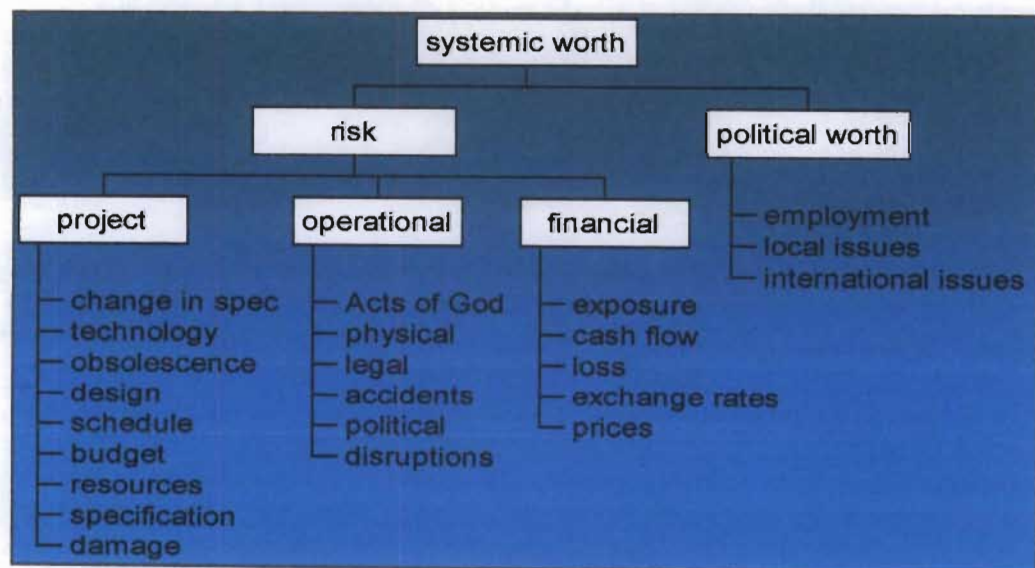 systemic worth
risk
political worth
project
operational
financial
employment
local issues
international issues
change in spec
technology
obsolescence
design
schedule
budget
resources
specification
damage
Acts of God
physical
legal
accidents
political
disruptions
exposure
cash flow
loss
exchange rates
prices